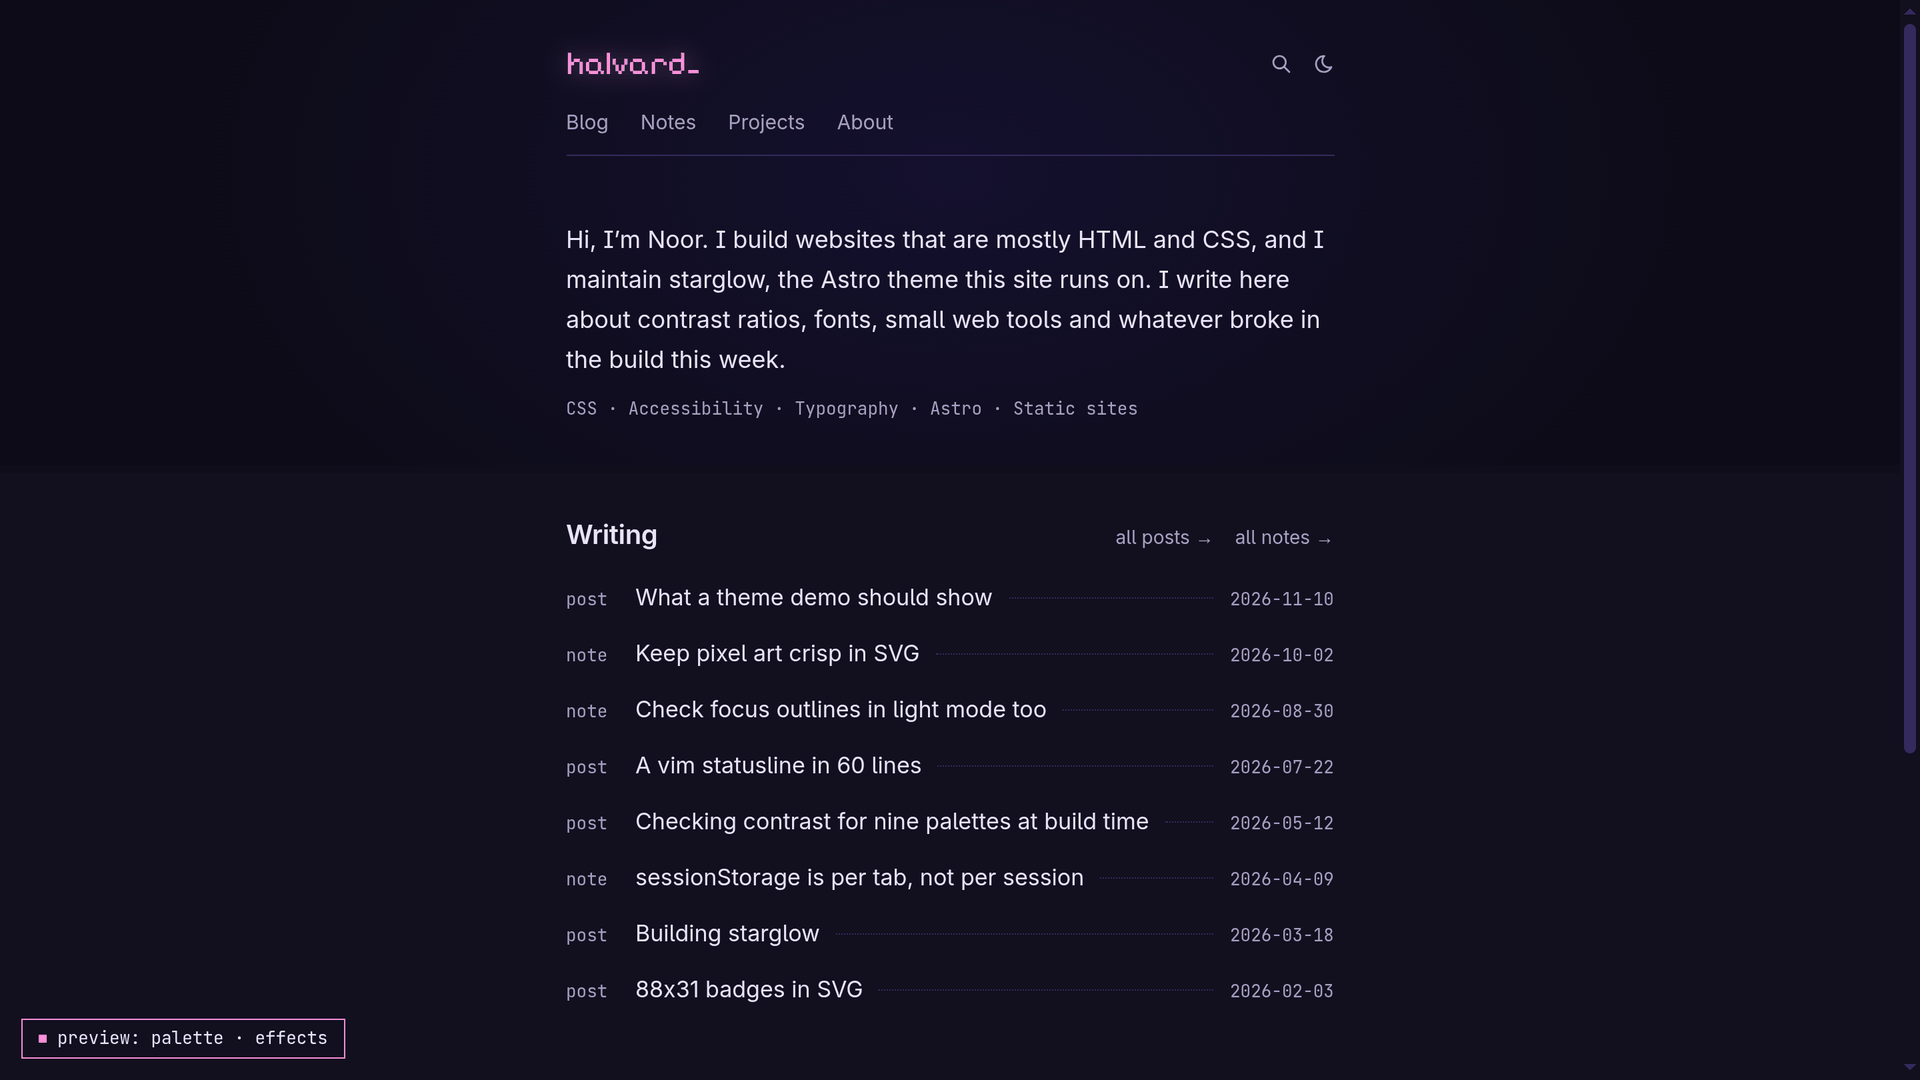 halvard_
Blog Notes Projects About
Hi, I’m Noor. I build websites that are mostly HTML and CSS, and I
maintain starglow, the Astro theme this site runs on. I write here
about contrast ratios, fonts, small web tools and whatever broke in
the build this week.
CSS · Accessibility · Typography · Astro · Static sites
Writing all posts → all notes →
post What a theme demo should show 2026-11-10
note Keep pixel art crisp in SVG 2026-10-02
note Check focus outlines in light mode too 2026-08-30
post A vim statusline in 60 lines 2026-07-22
post Checking contrast for nine palettes at build time 2026-05-12
note sessionStorage is per tab, not per session 2026-04-09
post Building starglow 2026-03-18
post 88x31 badges in SVG 2026-02-03
preview: palette · effects